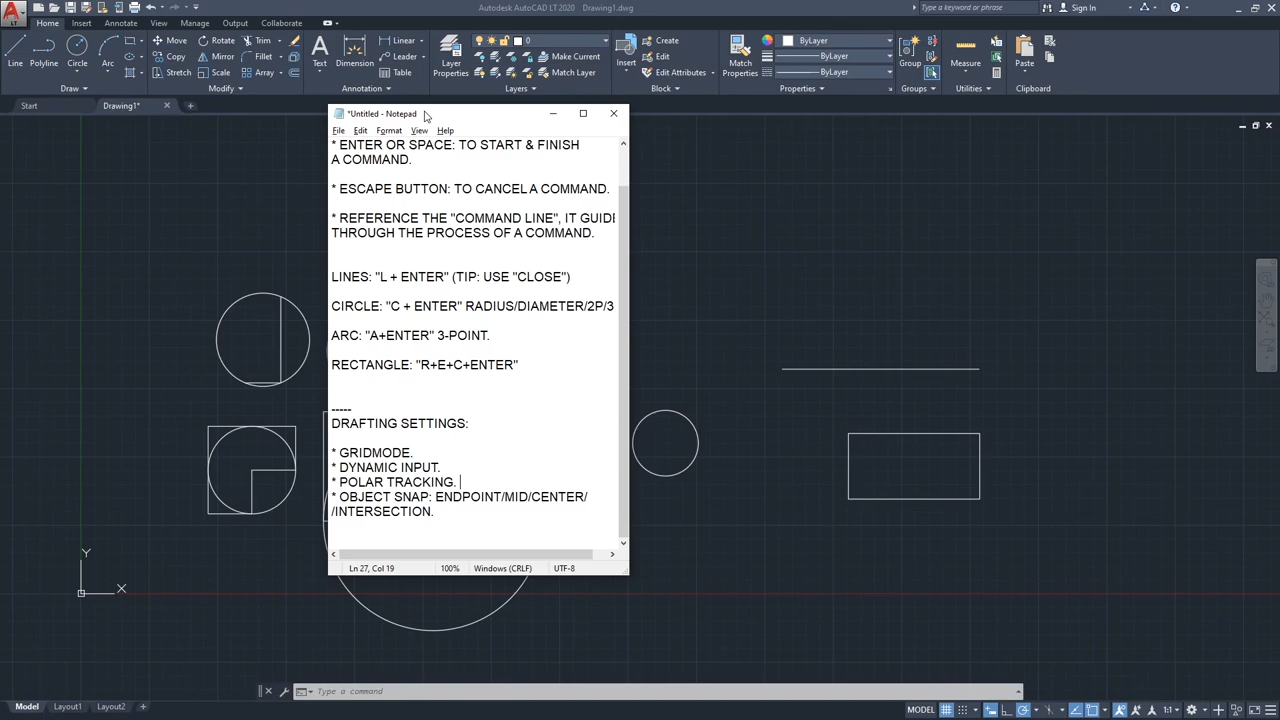 Autodesk AutoCAD LT 2020 Drawing1.dwg
Type a keyword or phrase
Sign In
LT
Home Insert Annotate View Manage Output Collaborate
Line Polyline Circle Arc
Move Rotate Trim
Copy Mirror Fillet
Stretch Scale Array
Text Dimension
Linear
Leader
Table
Layer
Properties
0
Make Current
Match Layer
Insert
Create
Edit
Edit Attributes
Match
Properties
ByLayer
ByLayer
ByLayer
Group
Measure
Paste
Draw Modify Annotation Layers Block Properties Groups Utilities Clipboard
Start Drawing1*
*Untitled - Notepad
File Edit Format View Help
* ENTER OR SPACE: TO START & FINISH
A COMMAND.
* ESCAPE BUTTON: TO CANCEL A COMMAND.
* REFERENCE THE "COMMAND LINE", IT GUIDE
THROUGH THE PROCESS OF A COMMAND.
LINES: "L + ENTER" (TIP: USE "CLOSE")
CIRCLE: "C + ENTER" RADIUS/DIAMETER/2P/3
ARC: "A+ENTER" 3-POINT.
RECTANGLE: "R+E+C+ENTER"
-----
DRAFTING SETTINGS:
* GRIDMODE.
* DYNAMIC INPUT.
* POLAR TRACKING.
* OBJECT SNAP: ENDPOINT/MID/CENTER/
/INTERSECTION.
Ln 27, Col 19 100% Windows (CRLF) UTF-8
Y
X
Type a command
Model Layout1 Layout2
MODEL
1:1